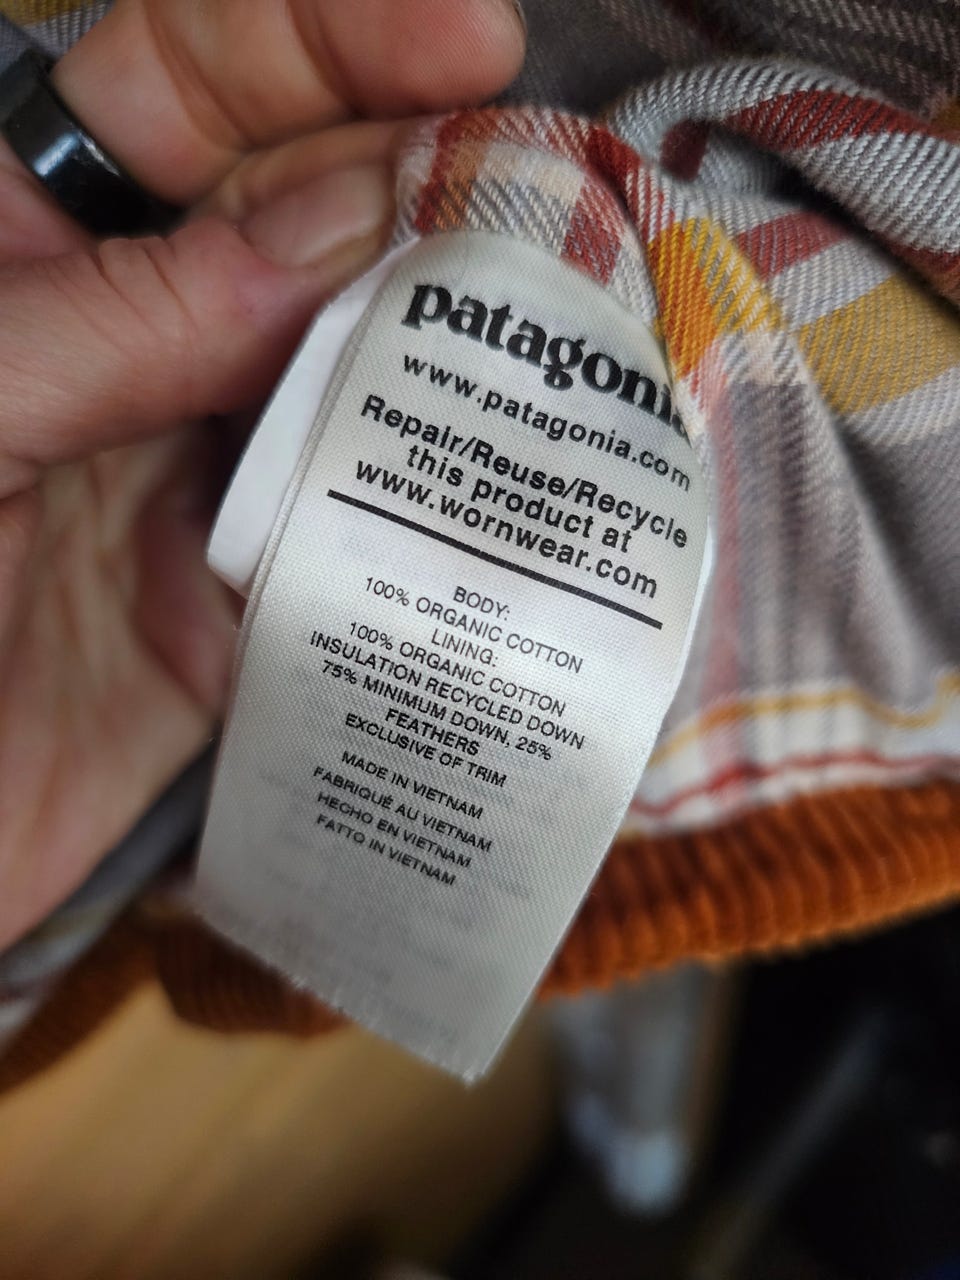 patagonia
www.patagonia.com
Repair/Reuse/Recycle
this product at
www.wornwear.com
BODY:
100% ORGANIC COTTON
LINING:
100% ORGANIC COTTON
INSULATION RECYCLED DOWN
75% MINIMUM DOWN, 25%
FEATHERS
EXCLUSIVE OF TRIM
MADE IN VIETNAM
FABRIQUÉ AU VIETNAM
HECHO EN VIETNAM
FATTO IN VIETNAM